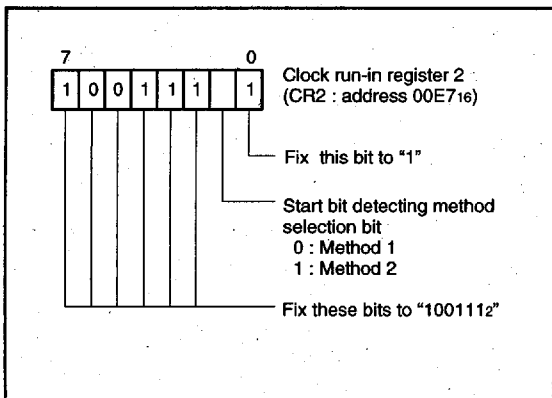 7 0
1 0 0 1 1 1 1
Clock run-in register 2
(CR2 : address 00E716)
Fix this bit to "1"
Start bit detecting method
selection bit
0 : Method 1
1 : Method 2
Fix these bits to "1001112"